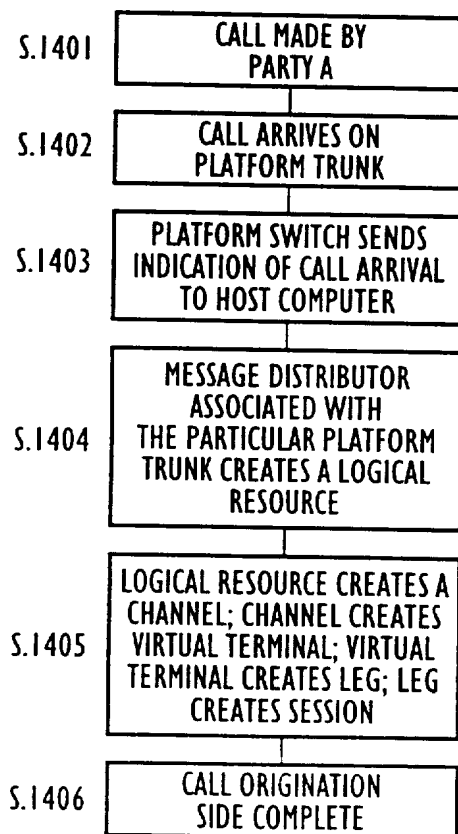 S.1401
CALL MADE BY
PARTY A
S.1402
CALL ARRIVES ON
PLATFORM TRUNK
S.1403
PLATFORM SWITCH SENDS
INDICATION OF CALL ARRIVAL
TO HOST COMPUTER
S.1404
MESSAGE DISTRIBUTOR
ASSOCIATED WITH
THE PARTICULAR PLATFORM
TRUNK CREATES A LOGICAL
RESOURCE
S.1405
LOGICAL RESOURCE CREATES A
CHANNEL; CHANNEL CREATES
VIRTUAL TERMINAL; VIRTUAL
TERMINAL CREATES LEG; LEG
CREATES SESSION
S.1406
CALL ORIGINATION
SIDE COMPLETE